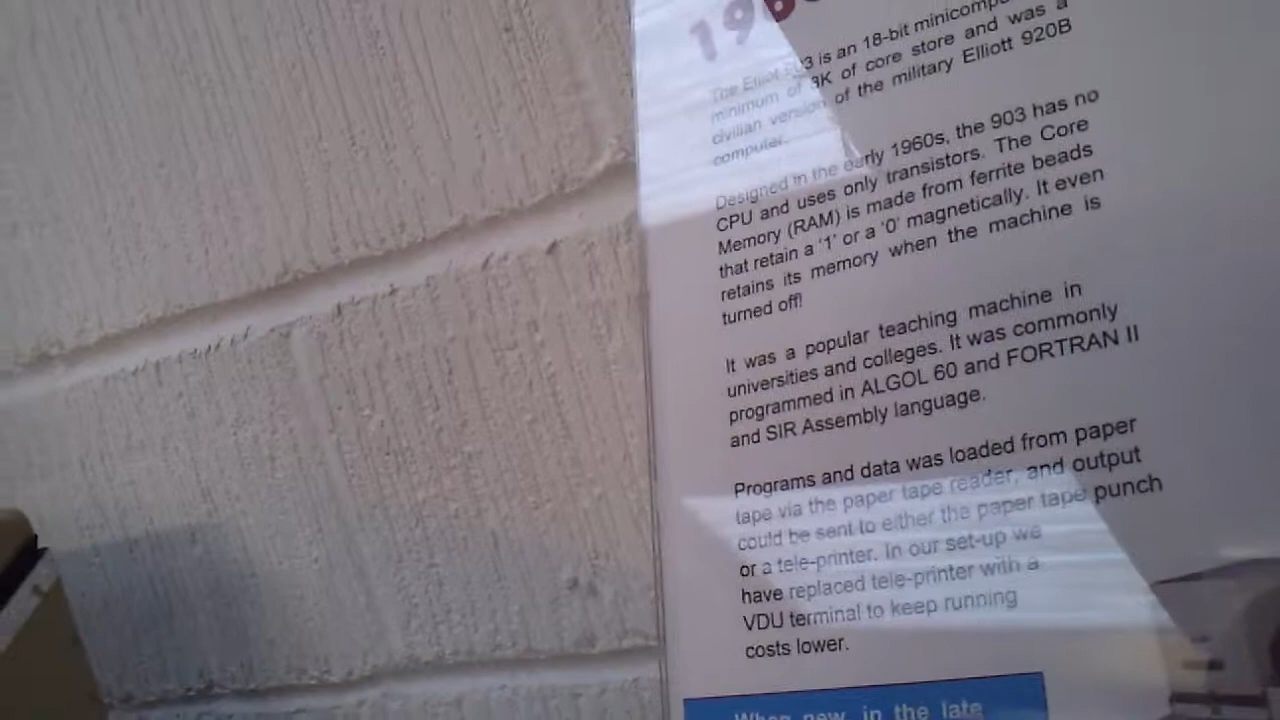 196
The Elliot 903 is an 18-bit minicomp
minimum of 8K of core store and was a
civilian version of the military Elliott 920B
computer.
Designed in the early 1960s, the 903 has no
CPU and uses only transistors. The Core
Memory (RAM) is made from ferrite beads
that retain a '1' or a '0' magnetically. It even
retains its memory when the machine is
turned off!
It was a popular teaching machine in
universities and colleges. It was commonly
programmed in ALGOL 60 and FORTRAN II
and SIR Assembly language.
Programs and data was loaded from paper
tape via the paper tape reader, and output
could be sent to either the paper tape punch
or a tele-printer. In our set-up we
have replaced tele-printer with a
VDU terminal to keep running
costs lower.
When new, in the late